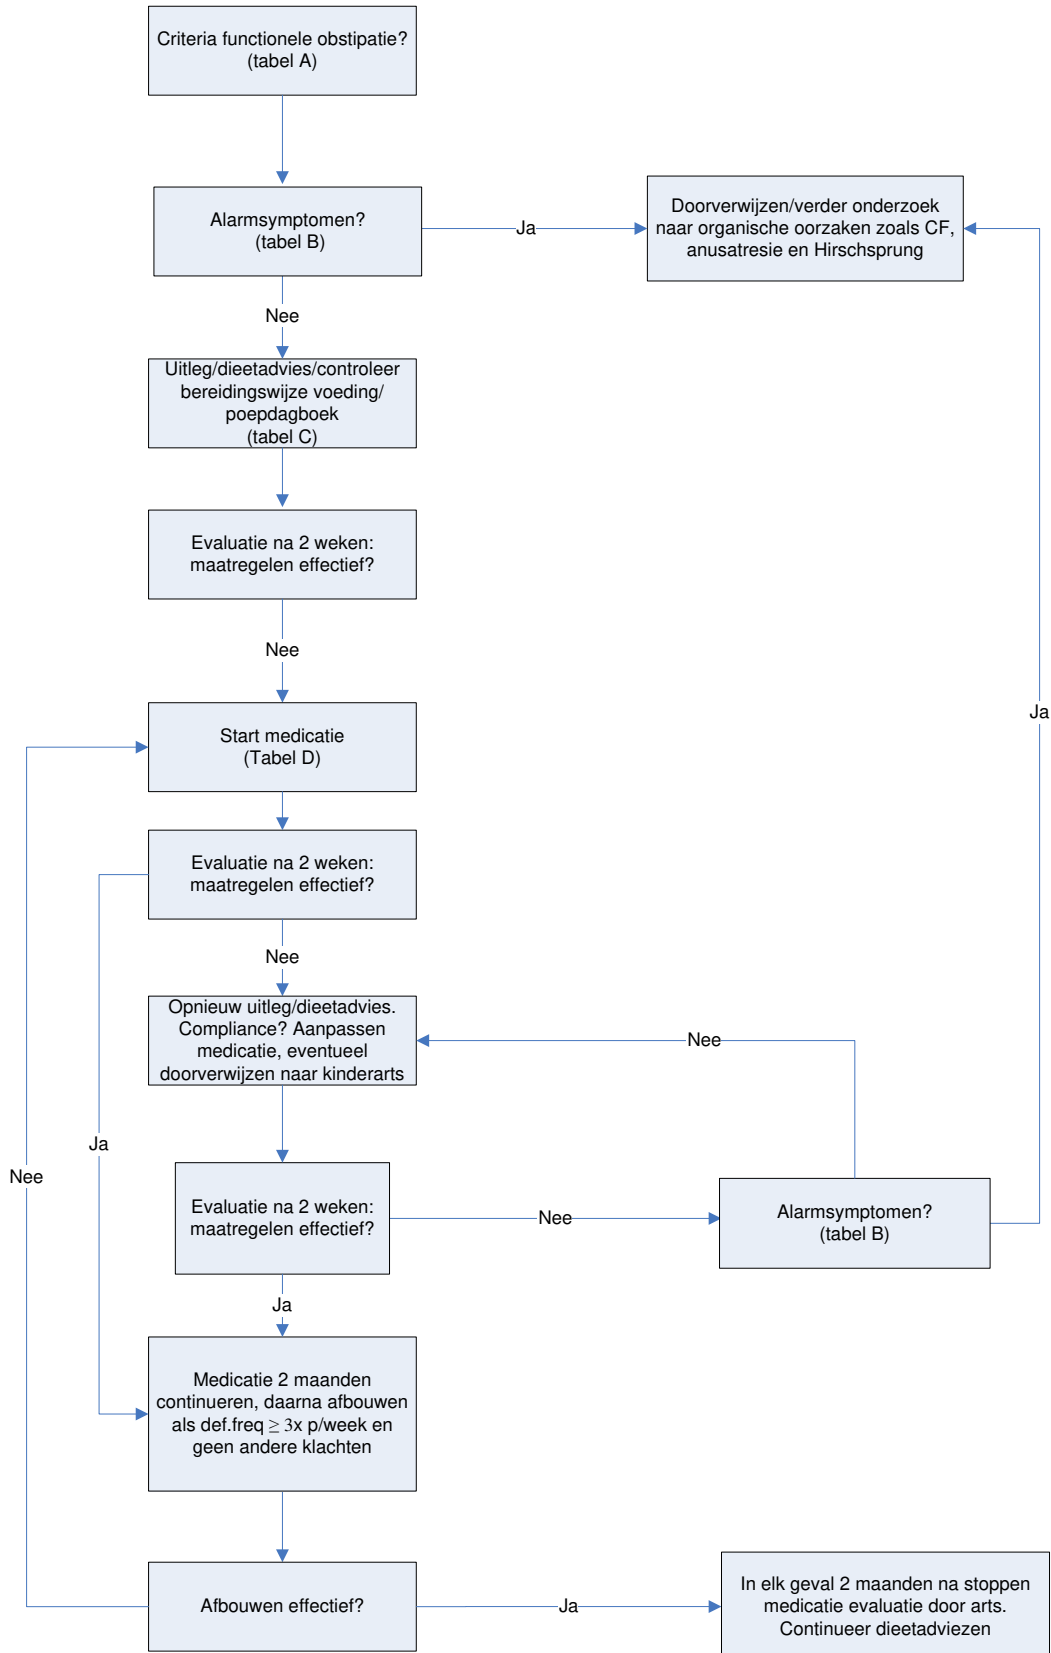 Criteria functionele obstipatie?
(tabel A)
Alarmsymptomen?
(tabel B)
Ja
Doorverwijzen/verder onderzoek
naar organische oorzaken zoals CF,
anusatresie en Hirschsprung
Nee
Uitleg/dieetadvies/controleer
bereidingswijze voeding/
poepdagboek
(tabel C)
Evaluatie na 2 weken:
maatregelen effectief?
Nee
Start medicatie
(Tabel D)
Ja
Evaluatie na 2 weken:
maatregelen effectief?
Nee
Opnieuw uitleg/dieetadvies.
Compliance? Aanpassen
medicatie, eventueel
doorverwijzen naar kinderarts
Nee
Ja
Nee
Evaluatie na 2 weken:
maatregelen effectief?
Nee
Alarmsymptomen?
(tabel B)
Ja
Medicatie 2 maanden
continueren, daarna afbouwen
als def.freq ≥ 3x p/week en
geen andere klachten
Afbouwen effectief?
Ja
In elk geval 2 maanden na stoppen
medicatie evaluatie door arts.
Continueer dieetadviezen